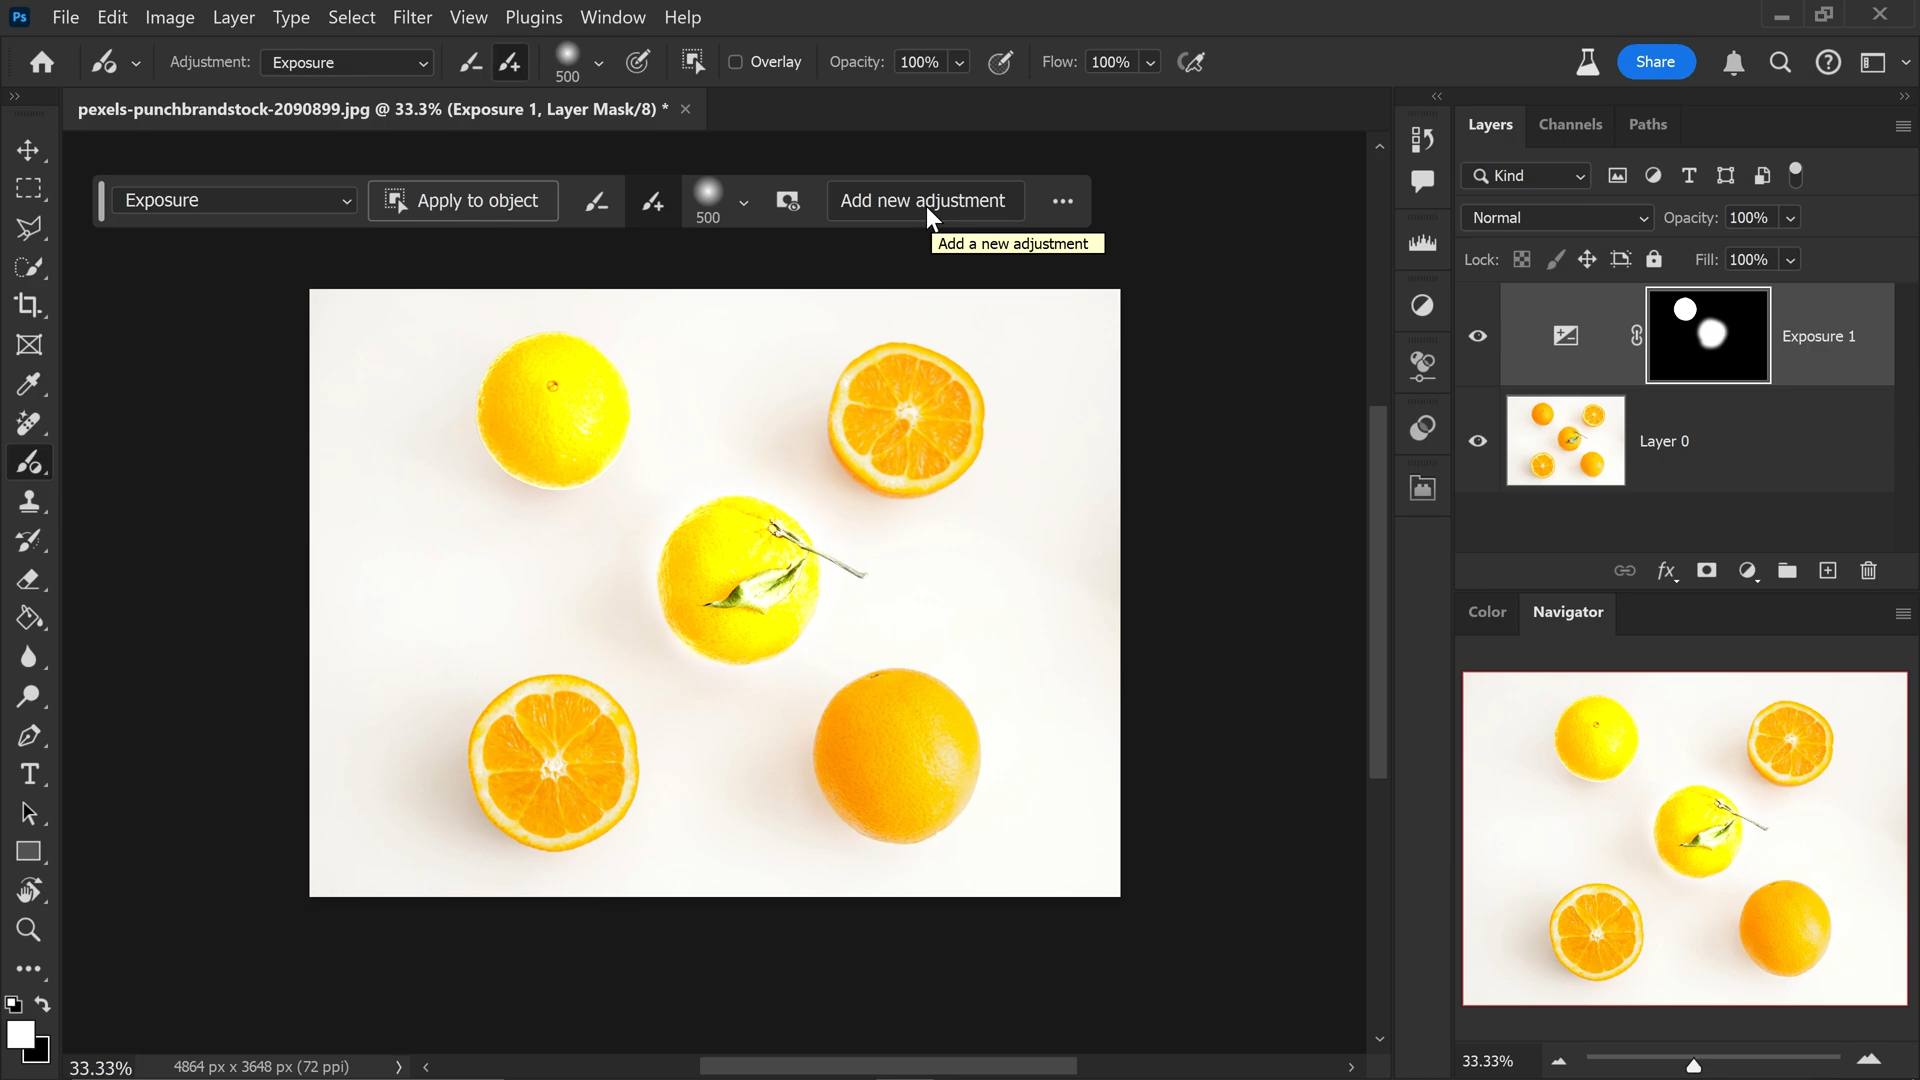 Ps File Edit Image Layer Type Select Filter View Plugins Window Help
Adjustment: Exposure 500 Overlay Opacity: 100% Flow: 100% Share
pexels-punchbrandstock-2090899.jpg @ 33.3% (Exposure 1, Layer Mask/8) *
Exposure Apply to object 500 Add new adjustment
Add a new adjustment
Layers Channels Paths
Kind
Normal Opacity: 100%
Lock: Fill: 100%
Exposure 1
Layer 0
fx
Color Navigator
33.33%
33.33% 4864 px x 3648 px (72 ppi)